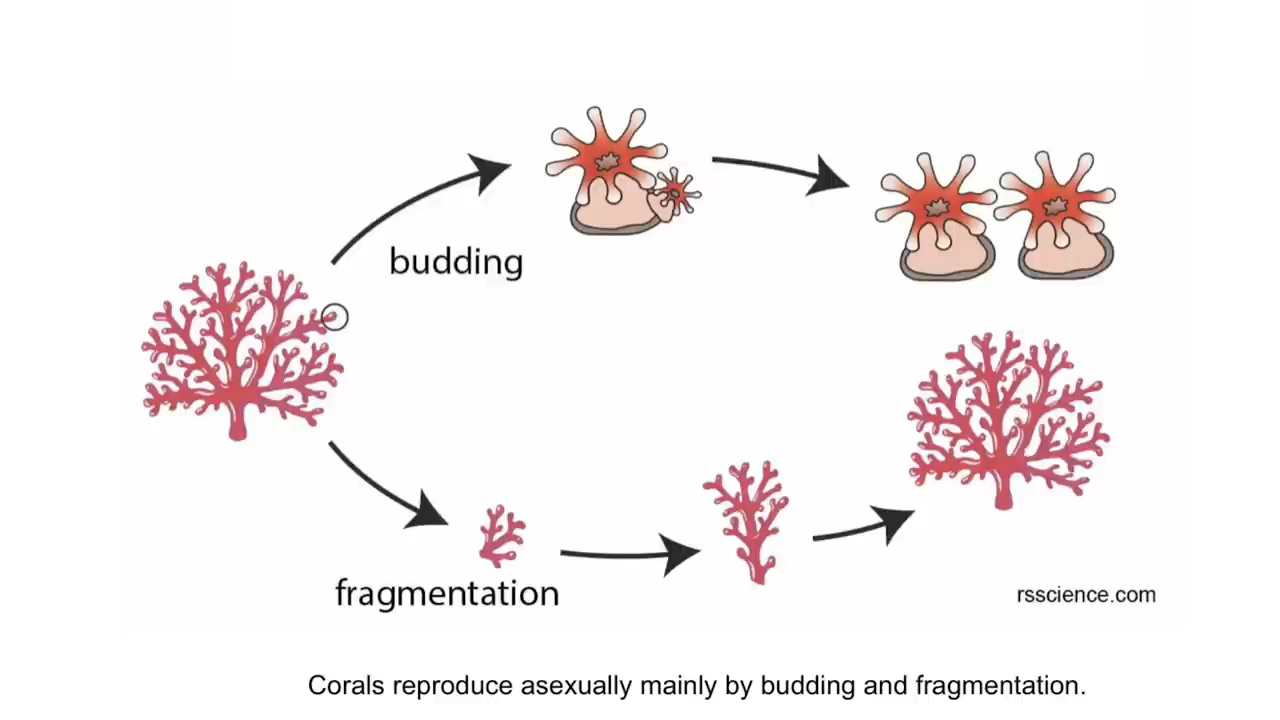 budding
fragmentation
rsscience.com
Corals reproduce asexually mainly by budding and fragmentation.